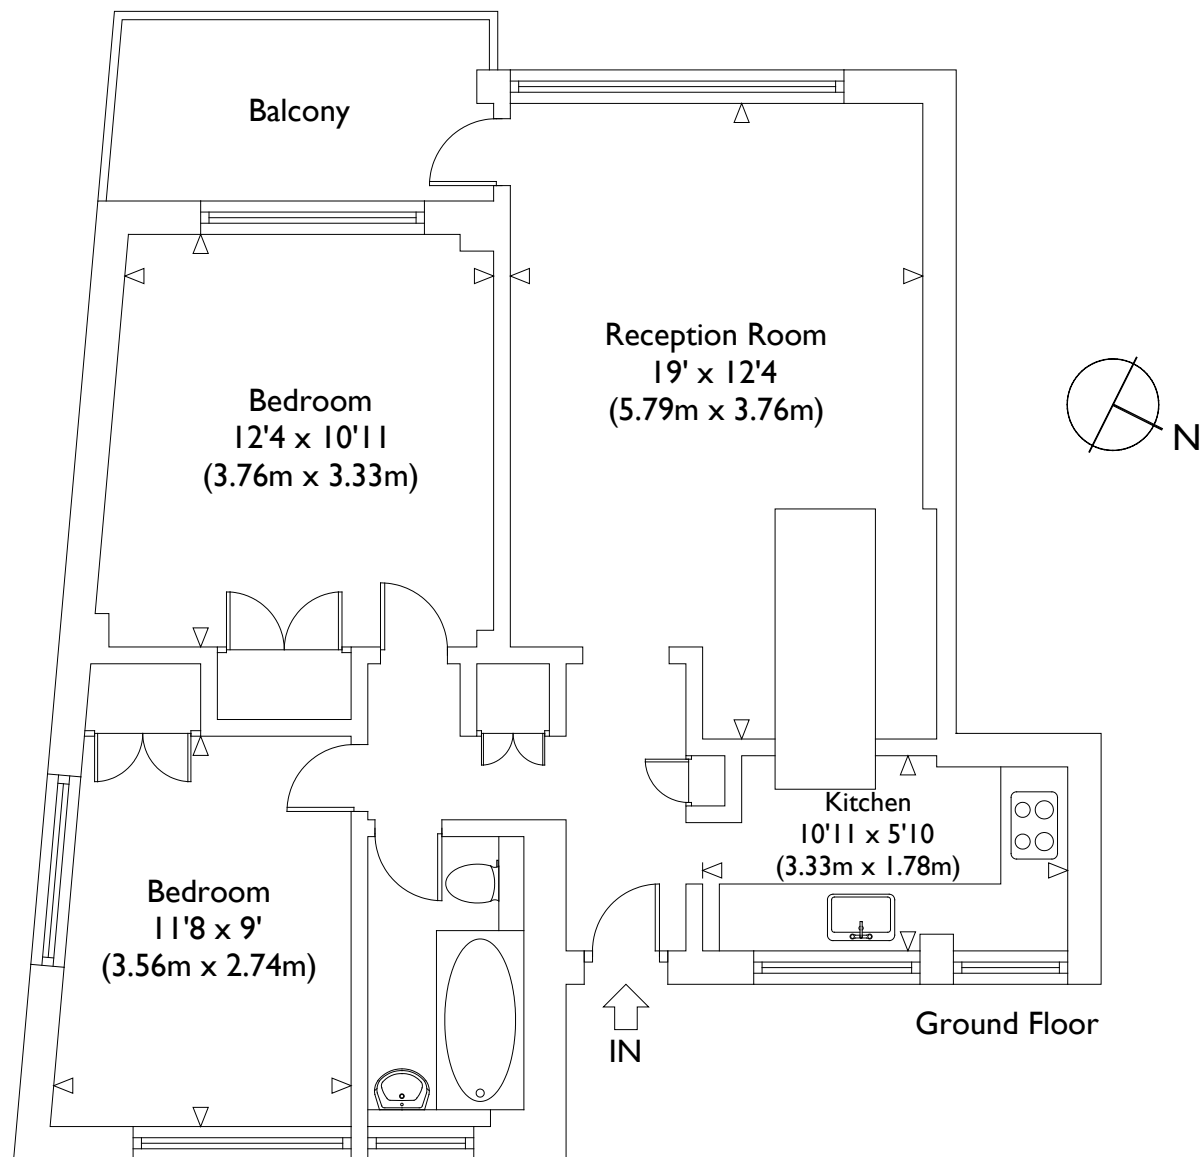 Balcony
Reception Room
19' x 12'4
(5.79m x 3.76m)
Bedroom
12'4 x 10'11
(3.76m x 3.33m)
N
Kitchen
10'11 x 5'10
(3.33m x 1.78m)
Bedroom
11'8 x 9'
(3.56m x 2.74m)
Ground Floor
IN